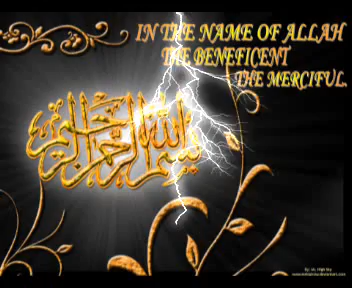 IN THE NAME OF ALLAH
THE BENEFICENT
THE MERCIFUL.
بسم الله الرحمن الرحيم